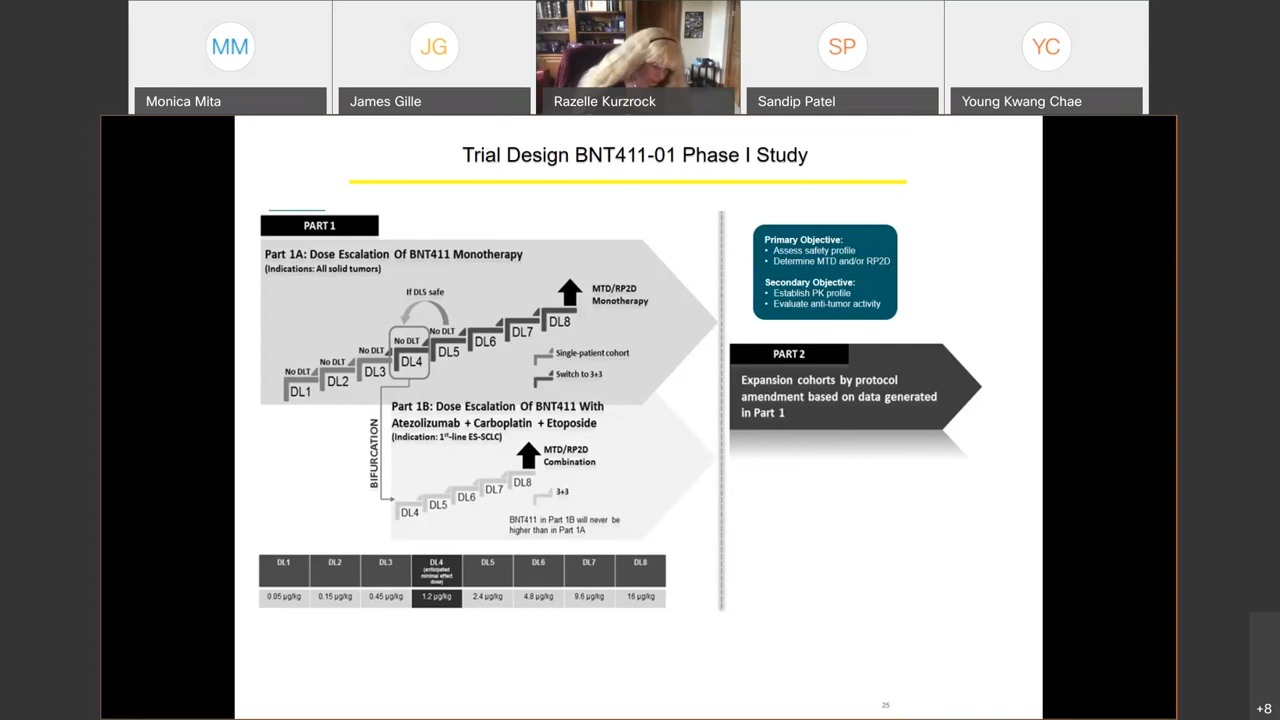 MM
JG
SP
YC
Monica Mita
James Gille
Razelle Kurzrock
Sandip Patel
Young Kwang Chae
Trial Design BNT411-01 Phase I Study
PART 1
Part 1A: Dose Escalation Of BNT411 Monotherapy
(Indications: All solid tumors)
If DL5 safe
MTD/RP2D
Monotherapy
No DLT
DL1
No DLT
DL2
No DLT
DL3
No DLT
DL4
No DLT
DL5
DL6
DL7
DL8
Single-patient cohort
Switch to 3+3
BIFURCATION
Part 1B: Dose Escalation Of BNT411 With
Atezolizumab + Carboplatin + Etoposide
(Indication: 1st-line ES-SCLC)
MTD/RP2D
Combination
DL4
DL5
DL6
DL7
DL8
3+3
BNT411 in Part 1B will never be
higher than in Part 1A
DL1 DL2 DL3 DL4 DL5 DL6 DL7 DL8
(anticipated
minimal effect
dose)
0.05 µg/kg 0.15 µg/kg 0.45 µg/kg 1.2 µg/kg 2.4 µg/kg 4.8 µg/kg 9.6 µg/kg 16 µg/kg
Primary Objective:
• Assess safety profile
• Determine MTD and/or RP2D
Secondary Objective:
• Establish PK profile
• Evaluate anti-tumor activity
PART 2
Expansion cohorts by protocol
amendment based on data generated
in Part 1
25
+8